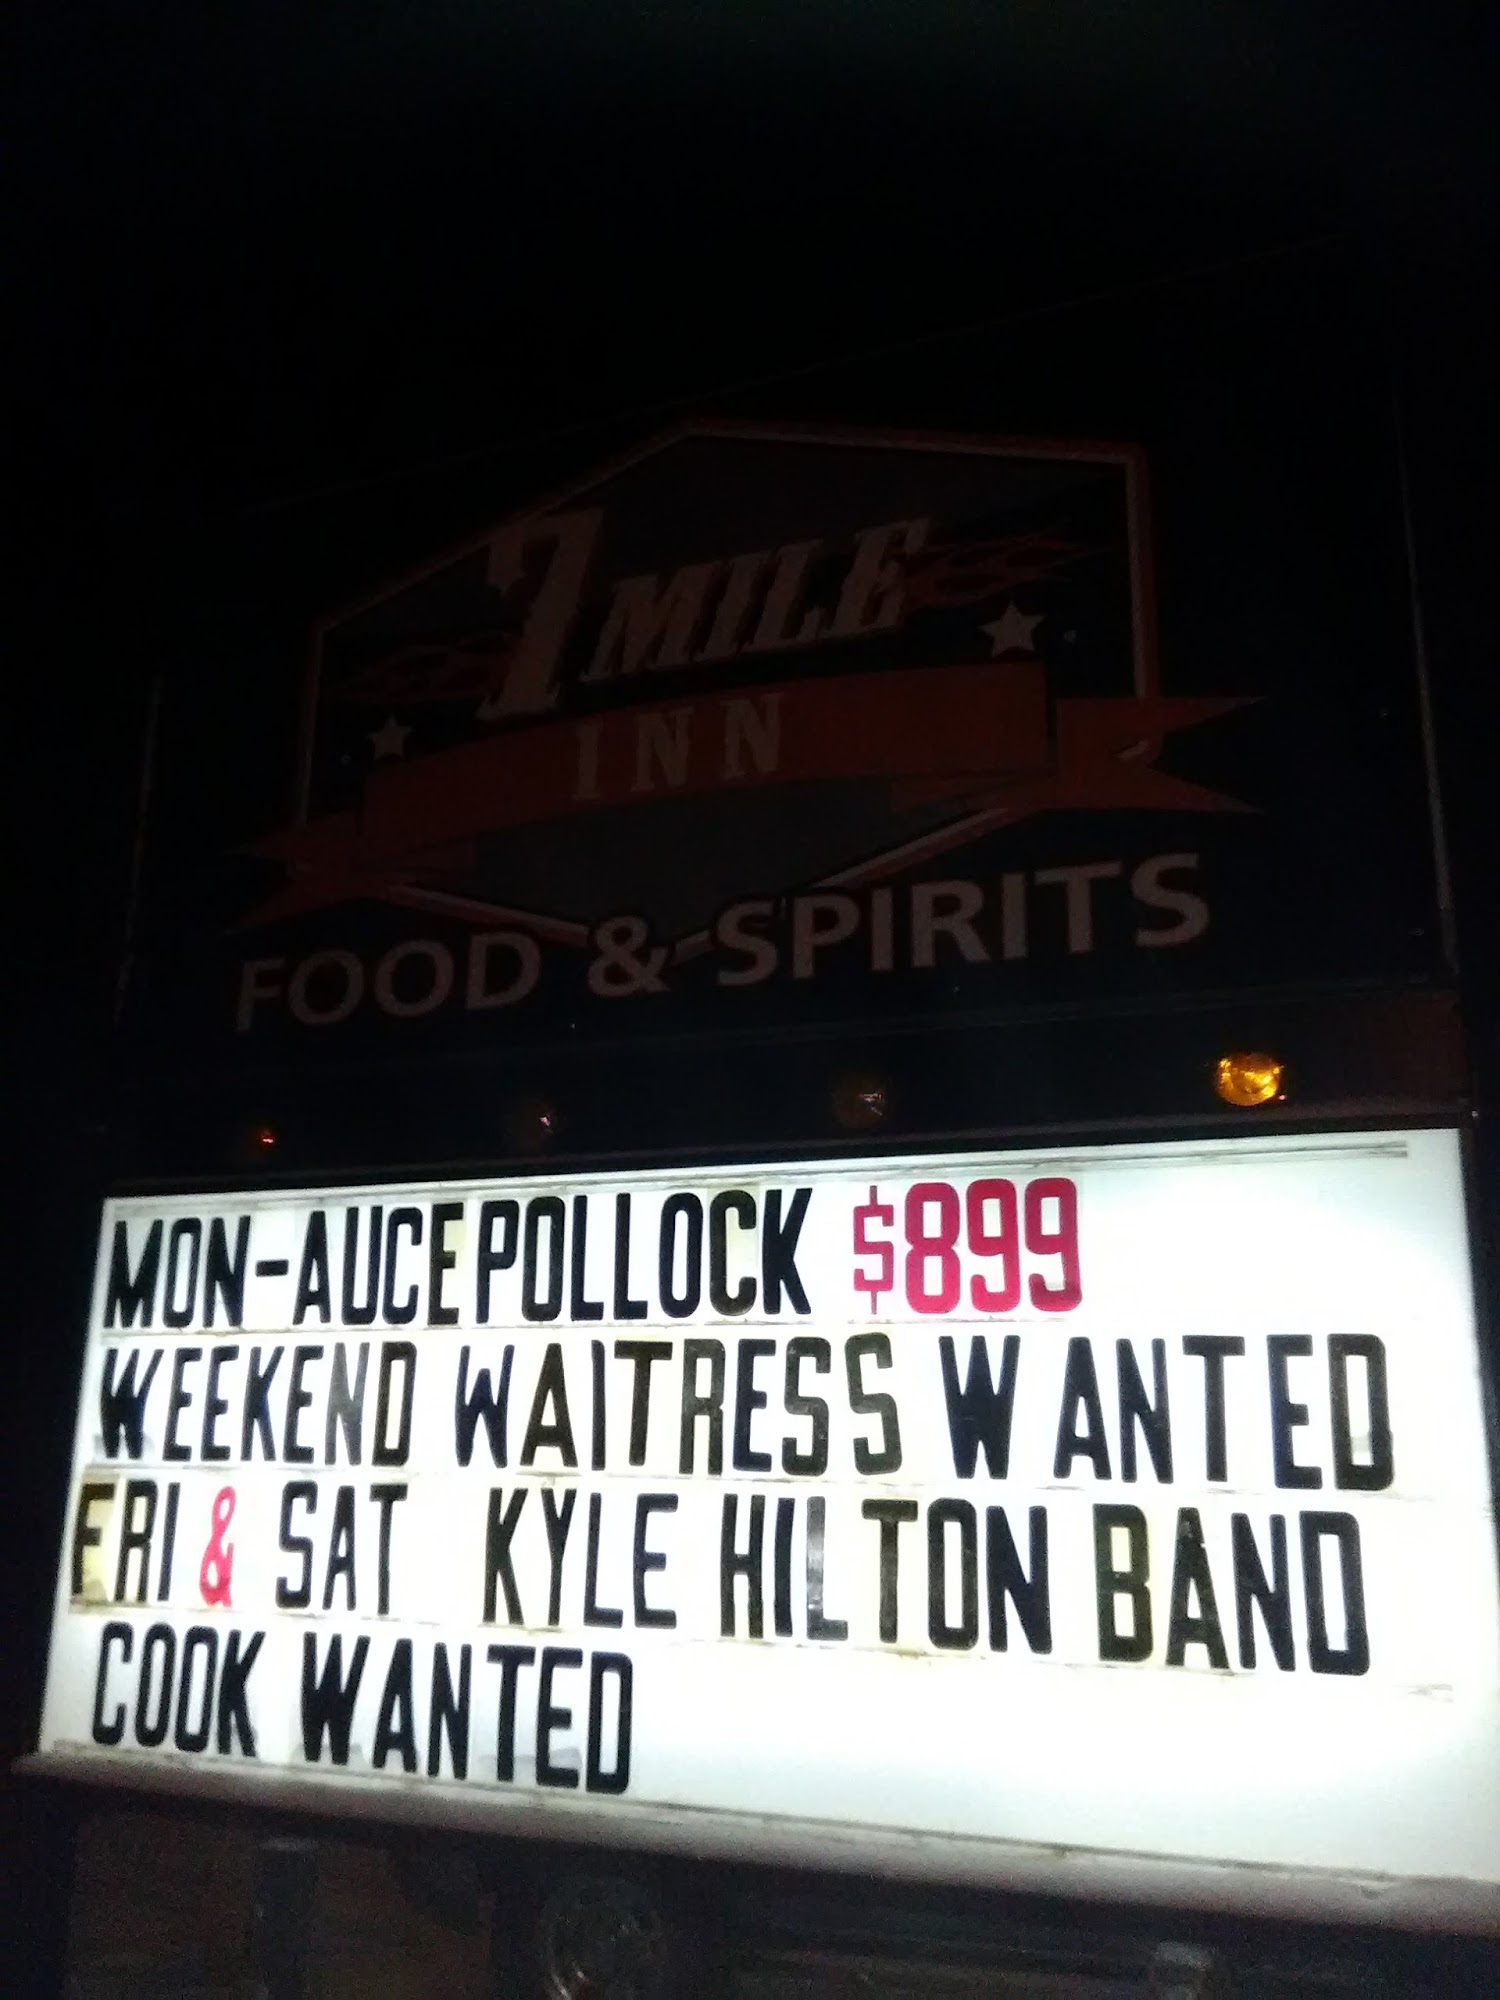 7 MILE
INN
FOOD & SPIRITS
MON-AUCE POLLOCK $899
WEEKEND WAITRESS WANTED
FRI & SAT KYLE HILTON BAND
COOK WANTED